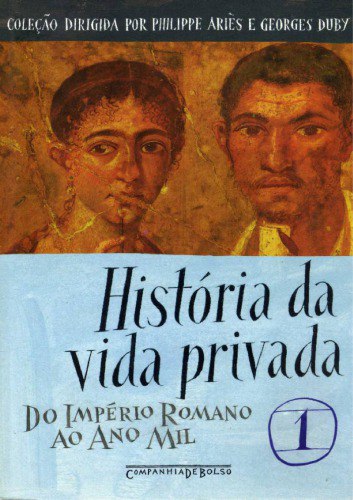 COLEÇÃO DIRIGIDA POR PHILIPPE ARIÈS E GEORGES DUBY
História da
vida privada
DO IMPÉRIO ROMANO
AO ANO MIL
1
COMPANHIA DE BOLSO